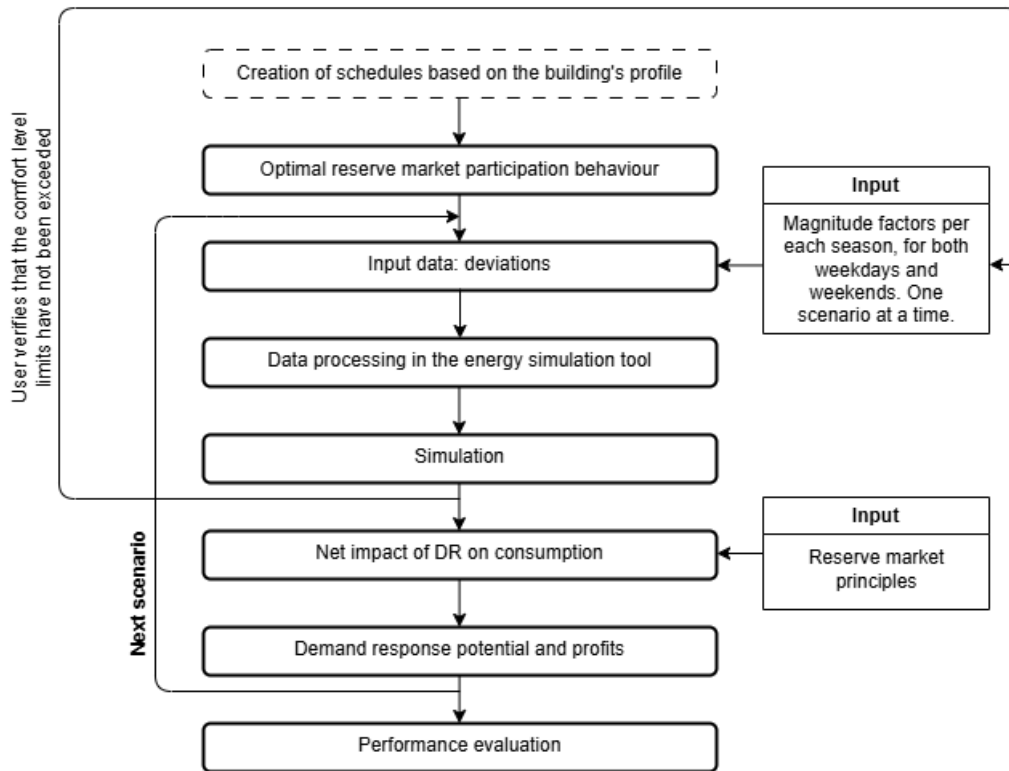 Creation of schedules based on the building's profile
Optimal reserve market participation behaviour
Input data: deviations
Data processing in the energy simulation tool
Simulation
Net impact of DR on consumption
Demand response potential and profits
Performance evaluation
Input
Magnitude factors per
each season, for both
weekdays and
weekends. One
scenario at a time.
Input
Reserve market
principles
User verifies that the comfort level
limits have not been exceeded
Next scenario